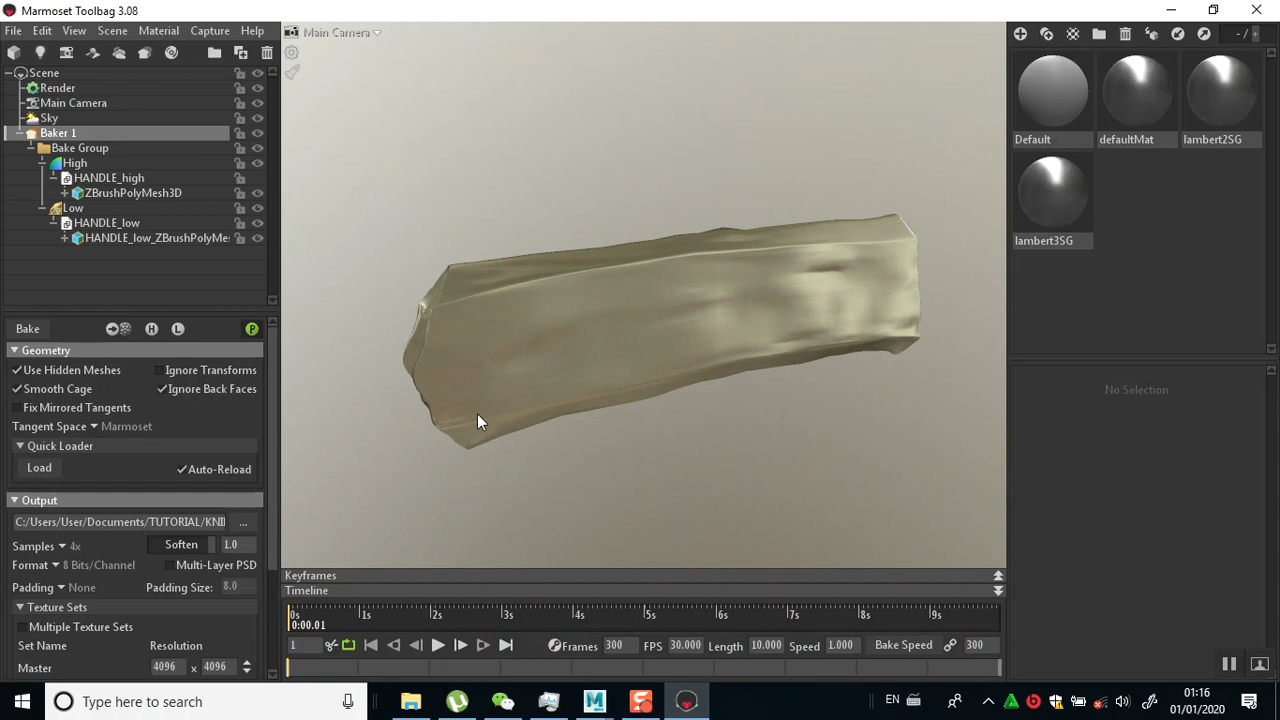 Marmoset Toolbag 3.08
File Edit View Scene Material Capture Help
Main Camera
- / +
Scene
Render
Main Camera
Sky
Baker 1
Bake Group
High
HANDLE_high
ZBrushPolyMesh3D
Low
HANDLE_low
HANDLE_low_ZBrushPolyMe:
Default defaultMat lambert2SG
lambert3SG
No Selection
Bake H L P
Geometry
Use Hidden Meshes Ignore Transforms
Smooth Cage Ignore Back Faces
Fix Mirrored Tangents
Tangent Space Marmoset
Quick Loader
Load Auto-Reload
Output
C:/Users/User/Documents/TUTORIAL/KNI ...
Samples 4x Soften 1.0
Format 8 Bits/Channel Multi-Layer PSD
Padding None Padding Size: 8.0
Texture Sets
Multiple Texture Sets
Set Name Resolution
Master 4096 x 4096
Keyframes
Timeline
0s 1s 2s 3s 4s 5s 6s 7s 8s 9s
0:00.01
1 Frames 300 FPS 30.000 Length 10.000 Speed 1.000 Bake Speed 300
Type here to search
EN
01:16
01/01/2020